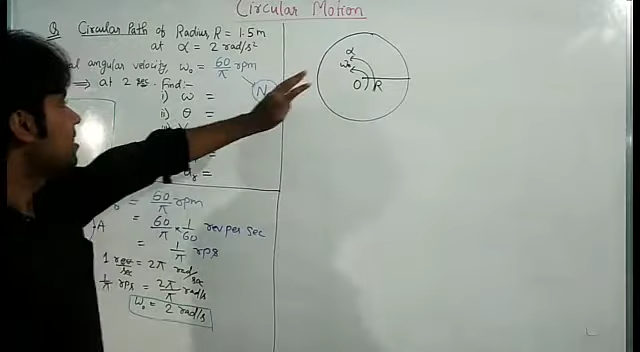 Circular Motion
Q. Circular Path of Radius, R = 1.5 m
at α = 2 rad/s²
angular velocity, ω₀ = 60/π rpm
⇒ at 2 sec. Find:-
N
i) ω =
ii) θ =
=
=
= 60/π rpm
A
= 60/π × 1/60 rev per sec
= 1/π rps
1 rev/sec = 2π rad/sec
1/π rps = 2π/π rad/s
ω₀ = 2 rad/s
α
ω₀
O R